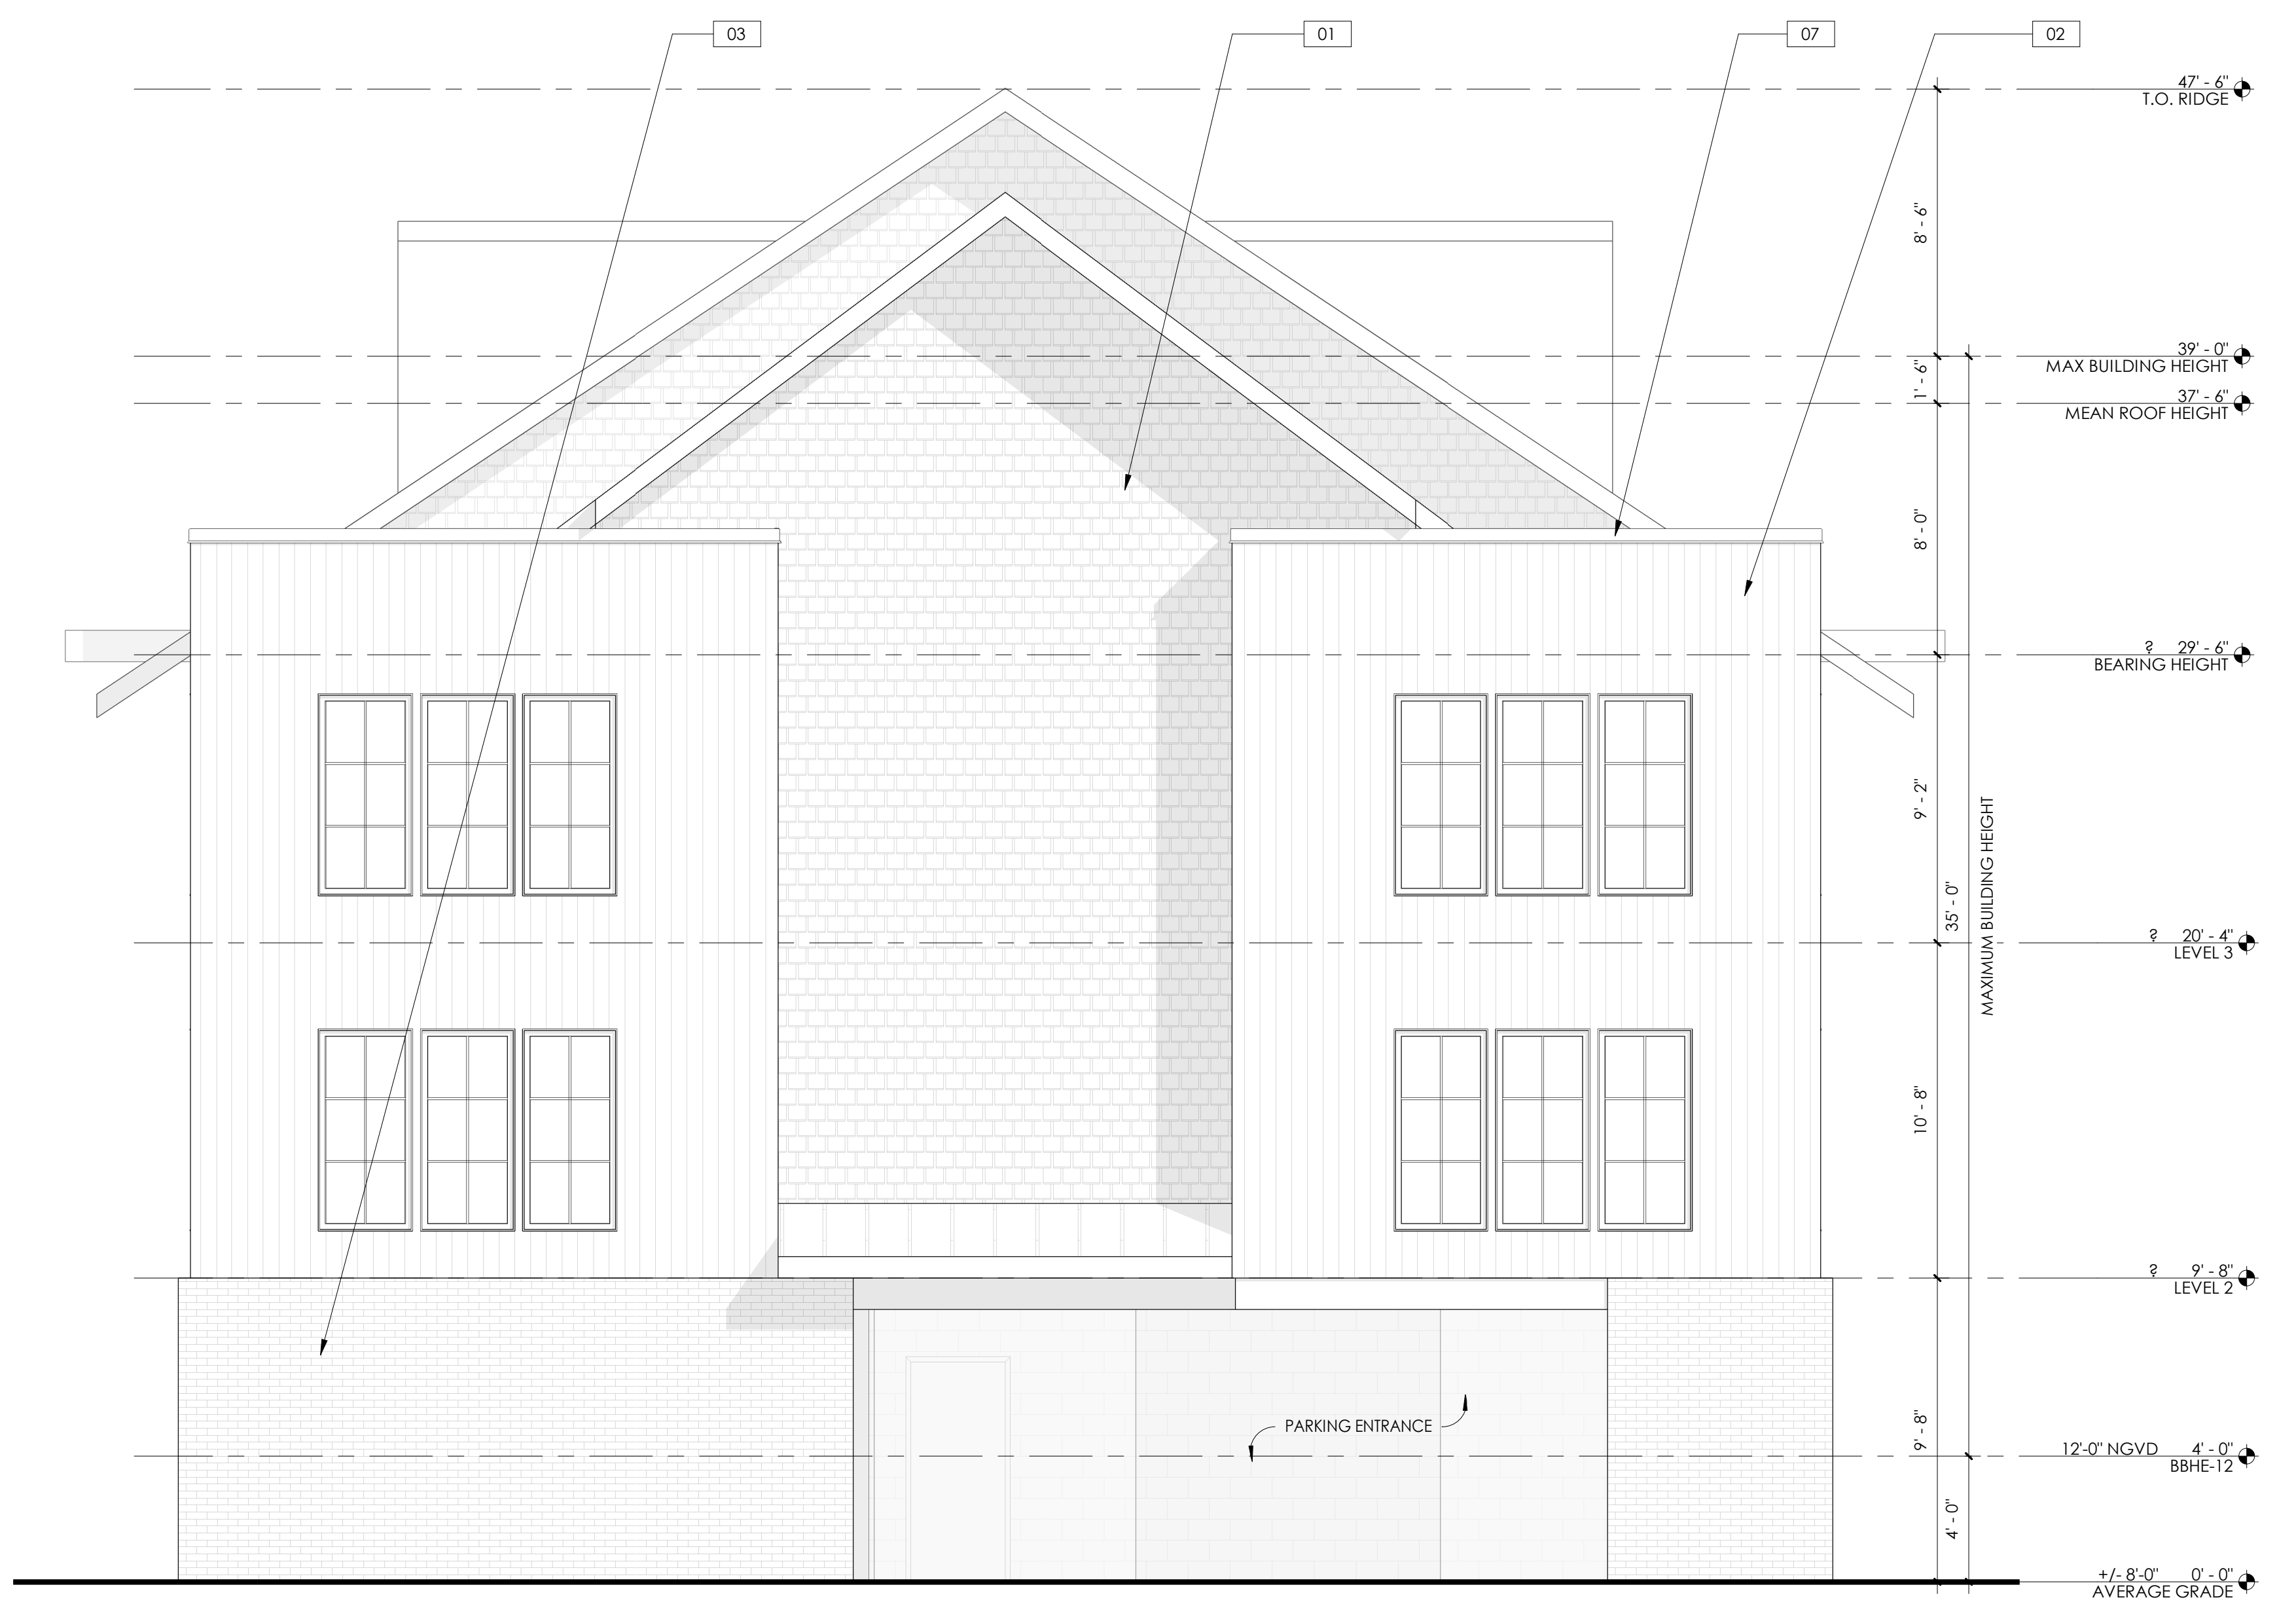 03
01
07
02
47' - 6"
T.O. RIDGE
8' - 6"
39' - 0"
MAX BUILDING HEIGHT
1' - 6"
37' - 6"
MEAN ROOF HEIGHT
8' - 0"
? 29' - 6"
BEARING HEIGHT
9' - 2"
35' - 0"
MAXIMUM BUILDING HEIGHT
? 20' - 4"
LEVEL 3
10' - 8"
? 9' - 8"
LEVEL 2
PARKING ENTRANCE
9' - 8"
12'-0" NGVD 4' - 0"
BBHE-12
4' - 0"
+/- 8'-0" 0' - 0"
AVERAGE GRADE